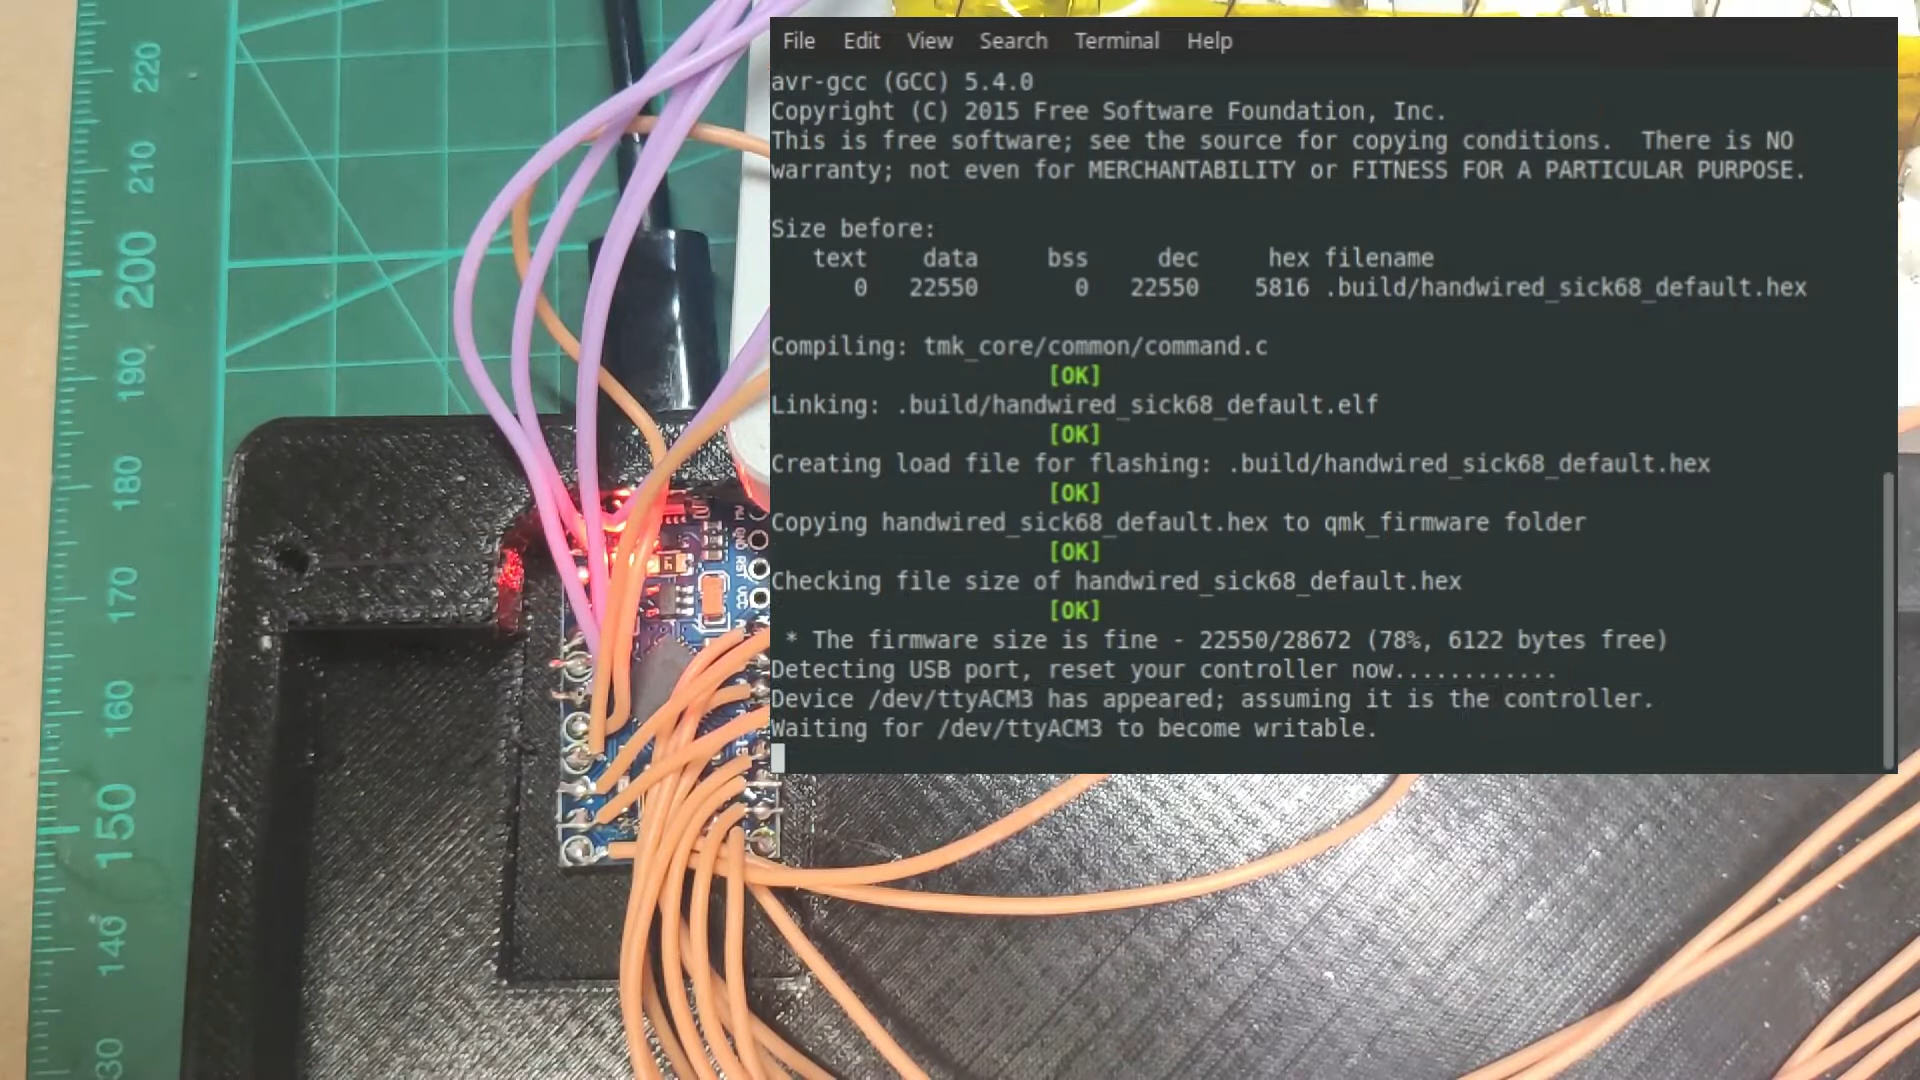 File Edit View Search Terminal Help
avr-gcc (GCC) 5.4.0
Copyright (C) 2015 Free Software Foundation, Inc.
This is free software; see the source for copying conditions.  There is NO
warranty; not even for MERCHANTABILITY or FITNESS FOR A PARTICULAR PURPOSE.
Size before:
text data bss dec hex filename
0 22550 0 22550 5816 .build/handwired_sick68_default.hex
Compiling: tmk_core/common/command.c
[OK]
Linking: .build/handwired_sick68_default.elf
[OK]
Creating load file for flashing: .build/handwired_sick68_default.hex
[OK]
Copying handwired_sick68_default.hex to qmk_firmware folder
[OK]
Checking file size of handwired_sick68_default.hex
[OK]
* The firmware size is fine - 22550/28672 (78%, 6122 bytes free)
Detecting USB port, reset your controller now............
Device /dev/ttyACM3 has appeared; assuming it is the controller.
Waiting for /dev/ttyACM3 to become writable.
220
210
200
190
180
170
160
150
140
30
GND
RST
VCC
15